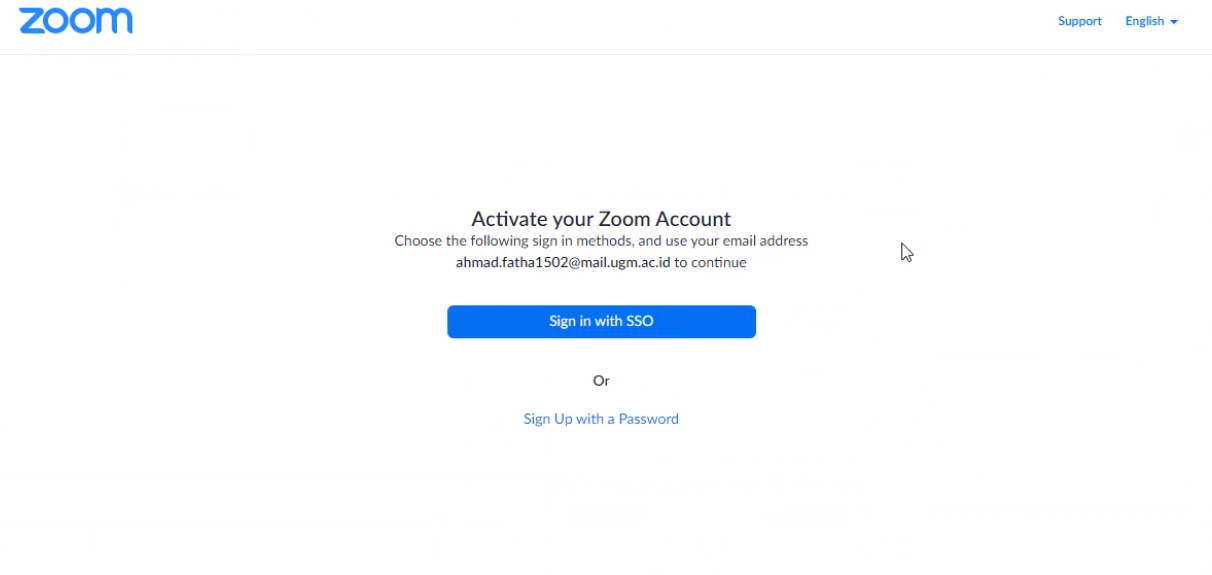 zoom
Support
English
Activate your Zoom Account
Choose the following sign in methods, and use your email address
ahmad.fatha1502@mail.ugm.ac.id to continue
Sign in with SSO
Or
Sign Up with a Password